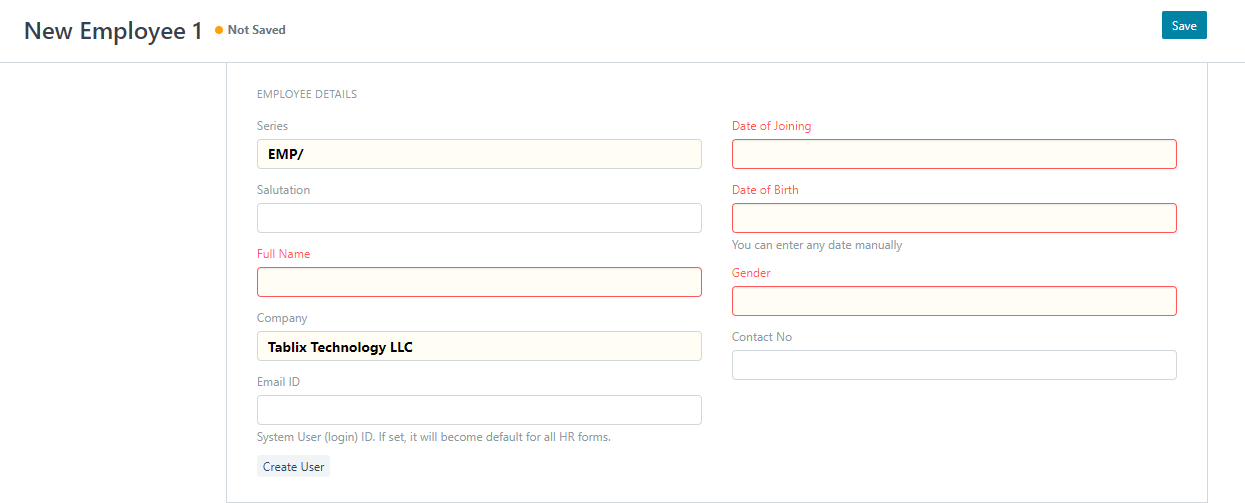 New Employee 1
Not Saved
Save
EMPLOYEE DETAILS
Series
EMP/
Salutation
Full Name
Company
Tablix Technology LLC
Email ID
System User (login) ID. If set, it will become default for all HR forms.
Create User
Date of Joining
Date of Birth
You can enter any date manually
Gender
Contact No